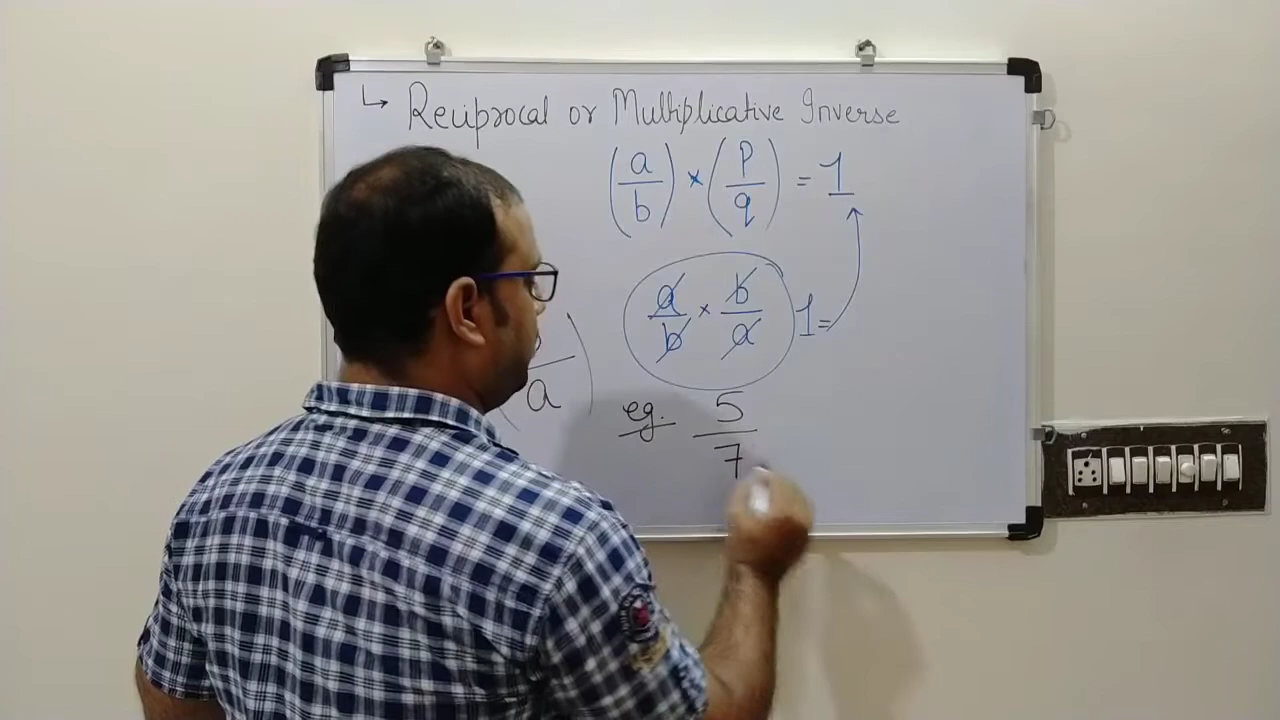 ↳ Reciprocal or Multiplicative Inverse
(a/b) × (p/q) = 1
a/b × b/a 1=
a)
eg. 5/7